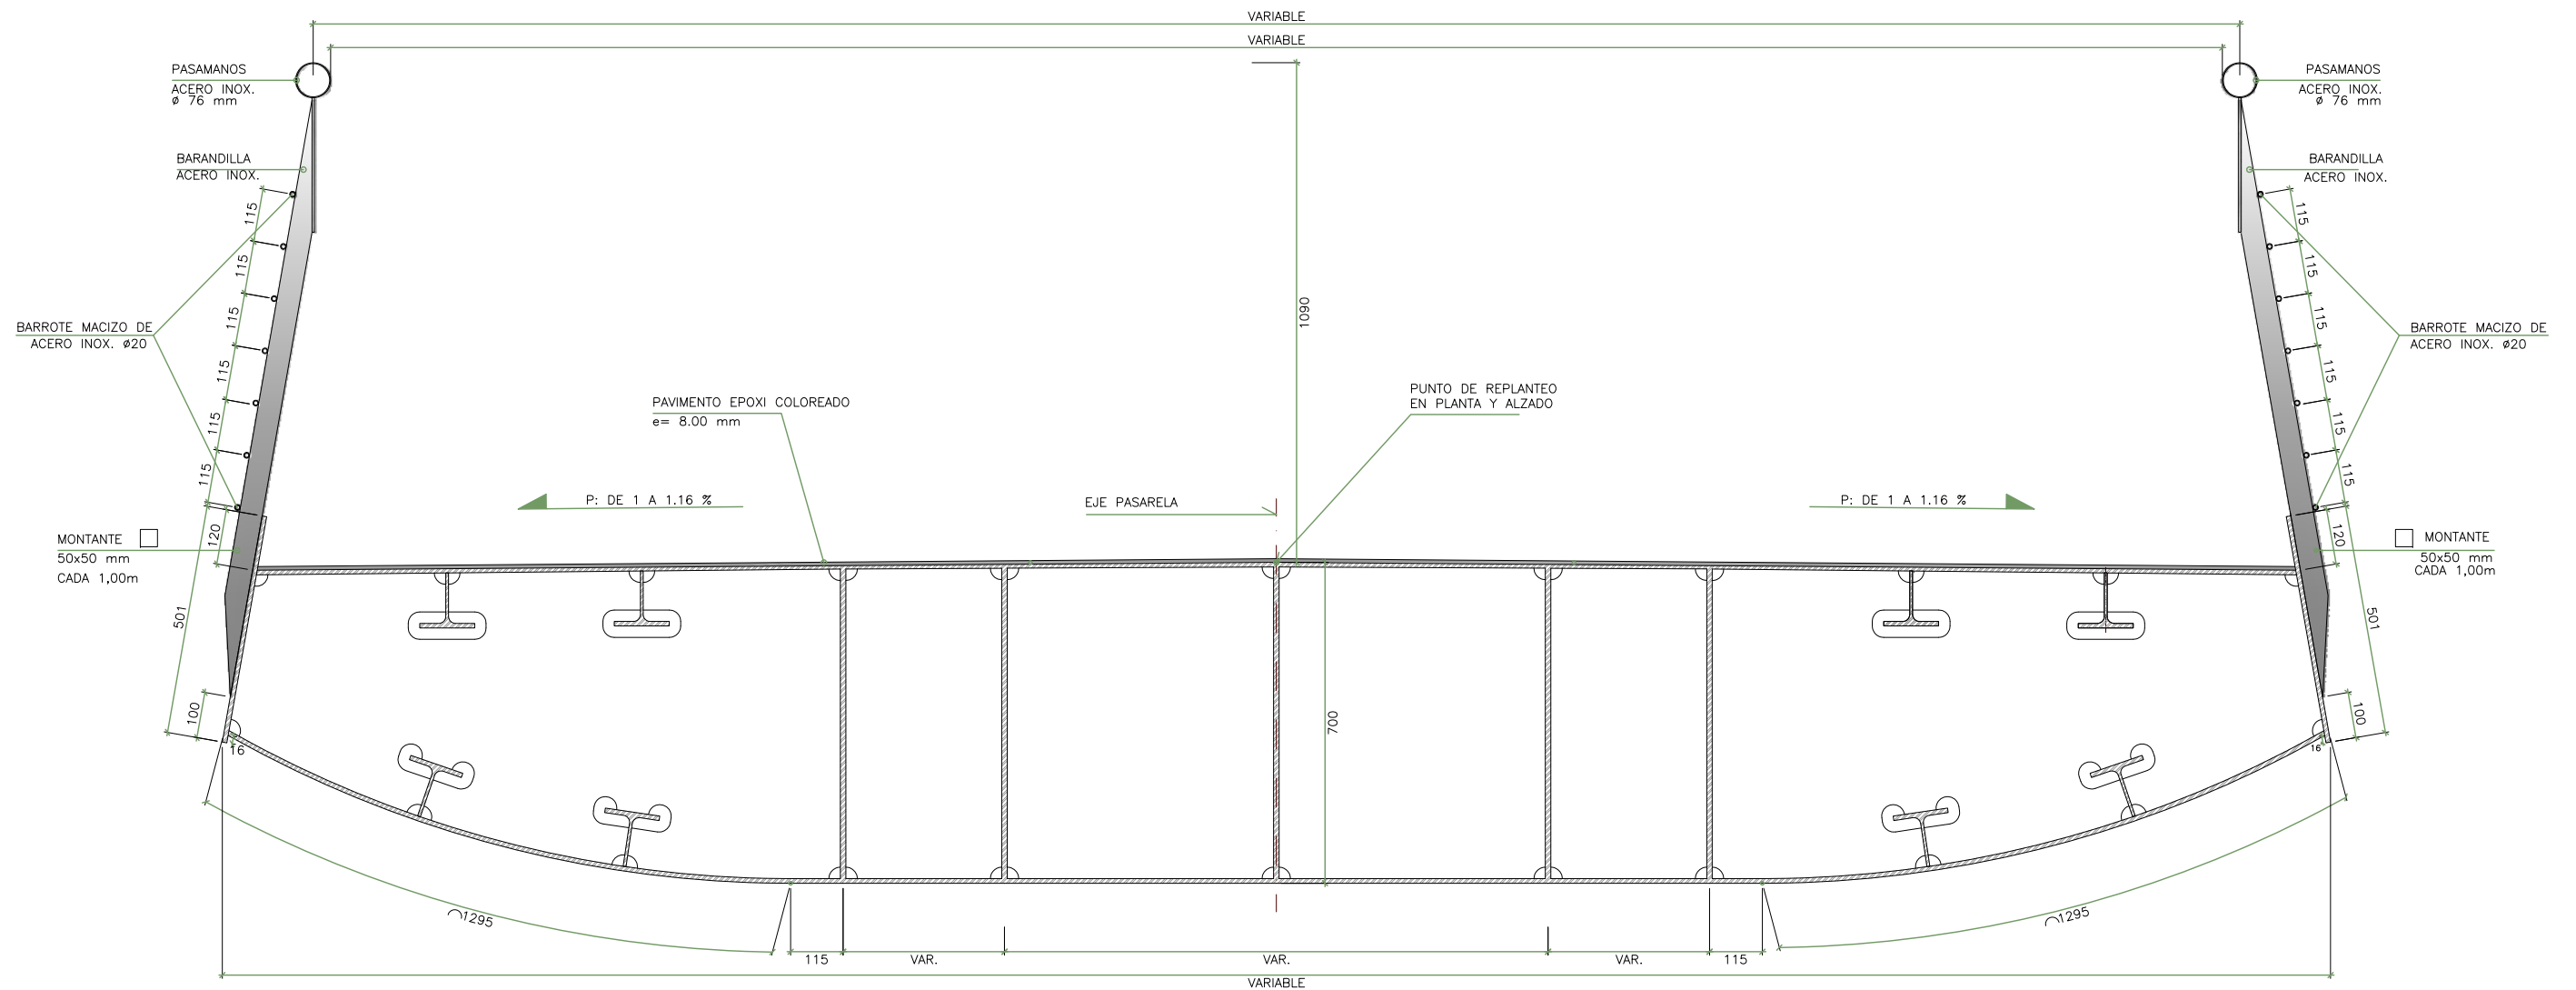 VARIABLE
VARIABLE
PASAMANOS
ACERO INOX.
ø 76 mm
PASAMANOS
ACERO INOX.
ø 76 mm
BARANDILLA
ACERO INOX.
BARANDILLA
ACERO INOX.
115
115
115
115
115
115
115
115
115
115
115
115
1090
BARROTE MACIZO DE
ACERO INOX. ø20
BARROTE MACIZO DE
ACERO INOX. ø20
PAVIMENTO EPOXI COLOREADO
e= 8.00 mm
PUNTO DE REPLANTEO
EN PLANTA Y ALZADO
P: DE 1 A 1.16 %
EJE PASARELA
P: DE 1 A 1.16 %
120
120
MONTANTE
50x50 mm
CADA 1,00m
MONTANTE
50x50 mm
CADA 1,00m
501
501
100
100
16
16
700
1295
1295
115
VAR.
VAR.
VAR.
115
VARIABLE